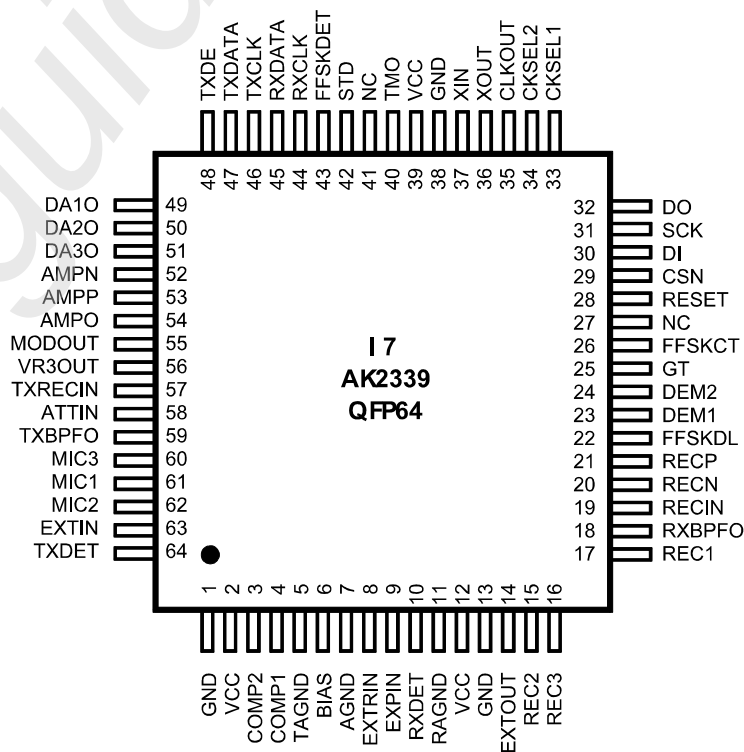 guid
TXDE TXDATA TXCLK RXDATA RXCLK FFSKDET STD NC TMO VCC GND XIN XOUT CLKOUT CKSEL2 CKSEL1
48 47 46 45 44 43 42 41 40 39 38 37 36 35 34 33
DA1O 49 32 DO
DA2O 50 31 SCK
DA3O 51 30 DI
AMPN 52 29 CSN
AMPP 53 28 RESET
AMPO 54 27 NC
MODOUT 55 26 FFSKCT
VR3OUT 56 25 GT
TXRECIN 57 24 DEM2
ATTIN 58 23 DEM1
TXBPFO 59 22 FFSKDL
MIC3 60 21 RECP
MIC1 61 20 RECN
MIC2 62 19 RECIN
EXTIN 63 18 RXBPFO
TXDET 64 17 REC1
I 7
AK2339
QFP64
1 2 3 4 5 6 7 8 9 10 11 12 13 14 15 16
GND VCC COMP2 COMP1 TAGND BIAS AGND EXTRIN EXPIN RXDET RAGND VCC GND EXTOUT REC2 REC3